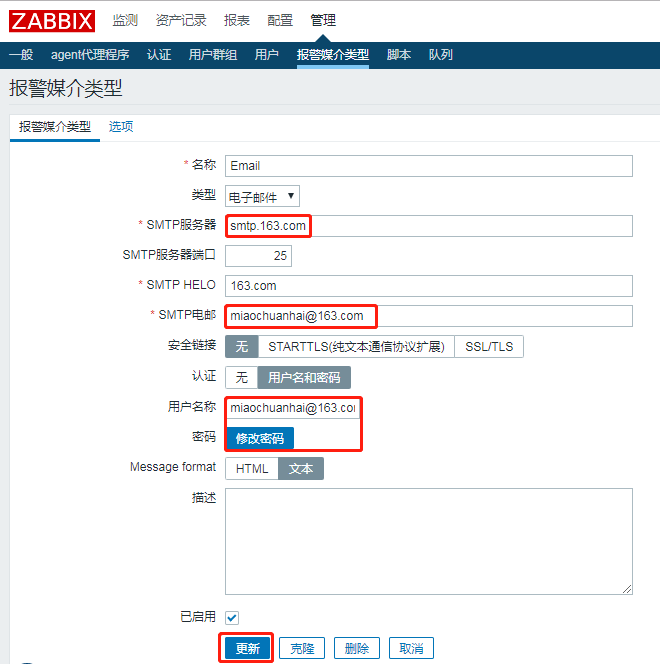 ZABBIX 监测 资产记录 报表 配置 管理
一般 agent代理程序 认证 用户群组 用户 报警媒介类型 脚本 队列
报警媒介类型
报警媒介类型 选项
* 名称 Email
类型 电子邮件 ▼
* SMTP服务器 smtp.163.com
SMTP服务器端口 25
* SMTP HELO 163.com
* SMTP电邮 miaochuanhai@163.com
安全链接 无 STARTTLS(纯文本通信协议扩展) SSL/TLS
认证 无 用户名和密码
用户名称 miaochuanhai@163.co
密码 修改密码
Message format HTML 文本
描述
已启用
更新 克隆 删除 取消